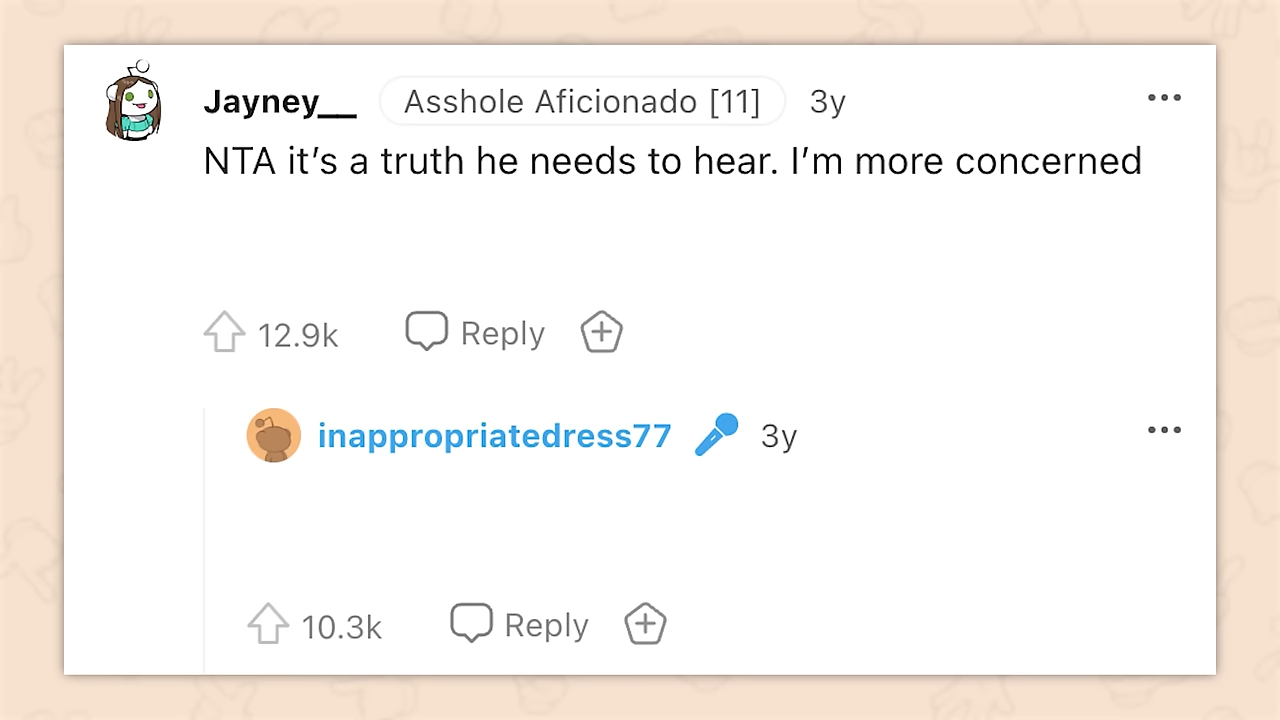 Jayney__ Asshole Aficionado [11] 3y
NTA it’s a truth he needs to hear. I’m more concerned
12.9k Reply
inappropriatedress77 3y
10.3k Reply